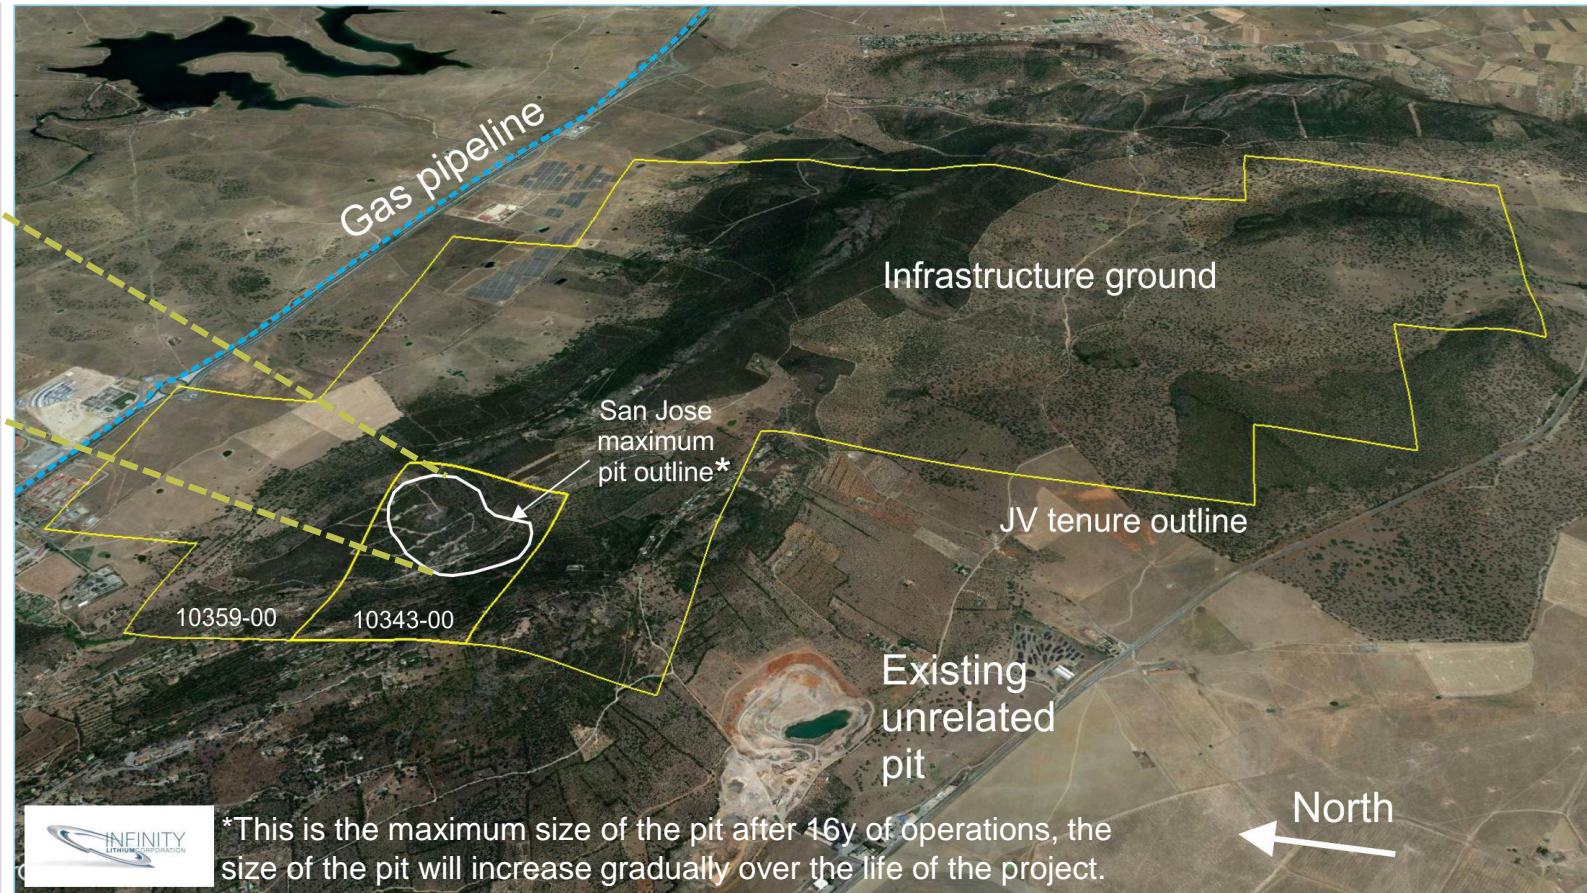 Gas pipeline
Infrastructure ground
San Jose
maximum
pit outline*
JV tenure outline
10359-00
10343-00
Existing
unrelated
pit
North
INFINITY
LITHIUMCORPORATION
*This is the maximum size of the pit after 16y of operations, the
size of the pit will increase gradually over the life of the project.